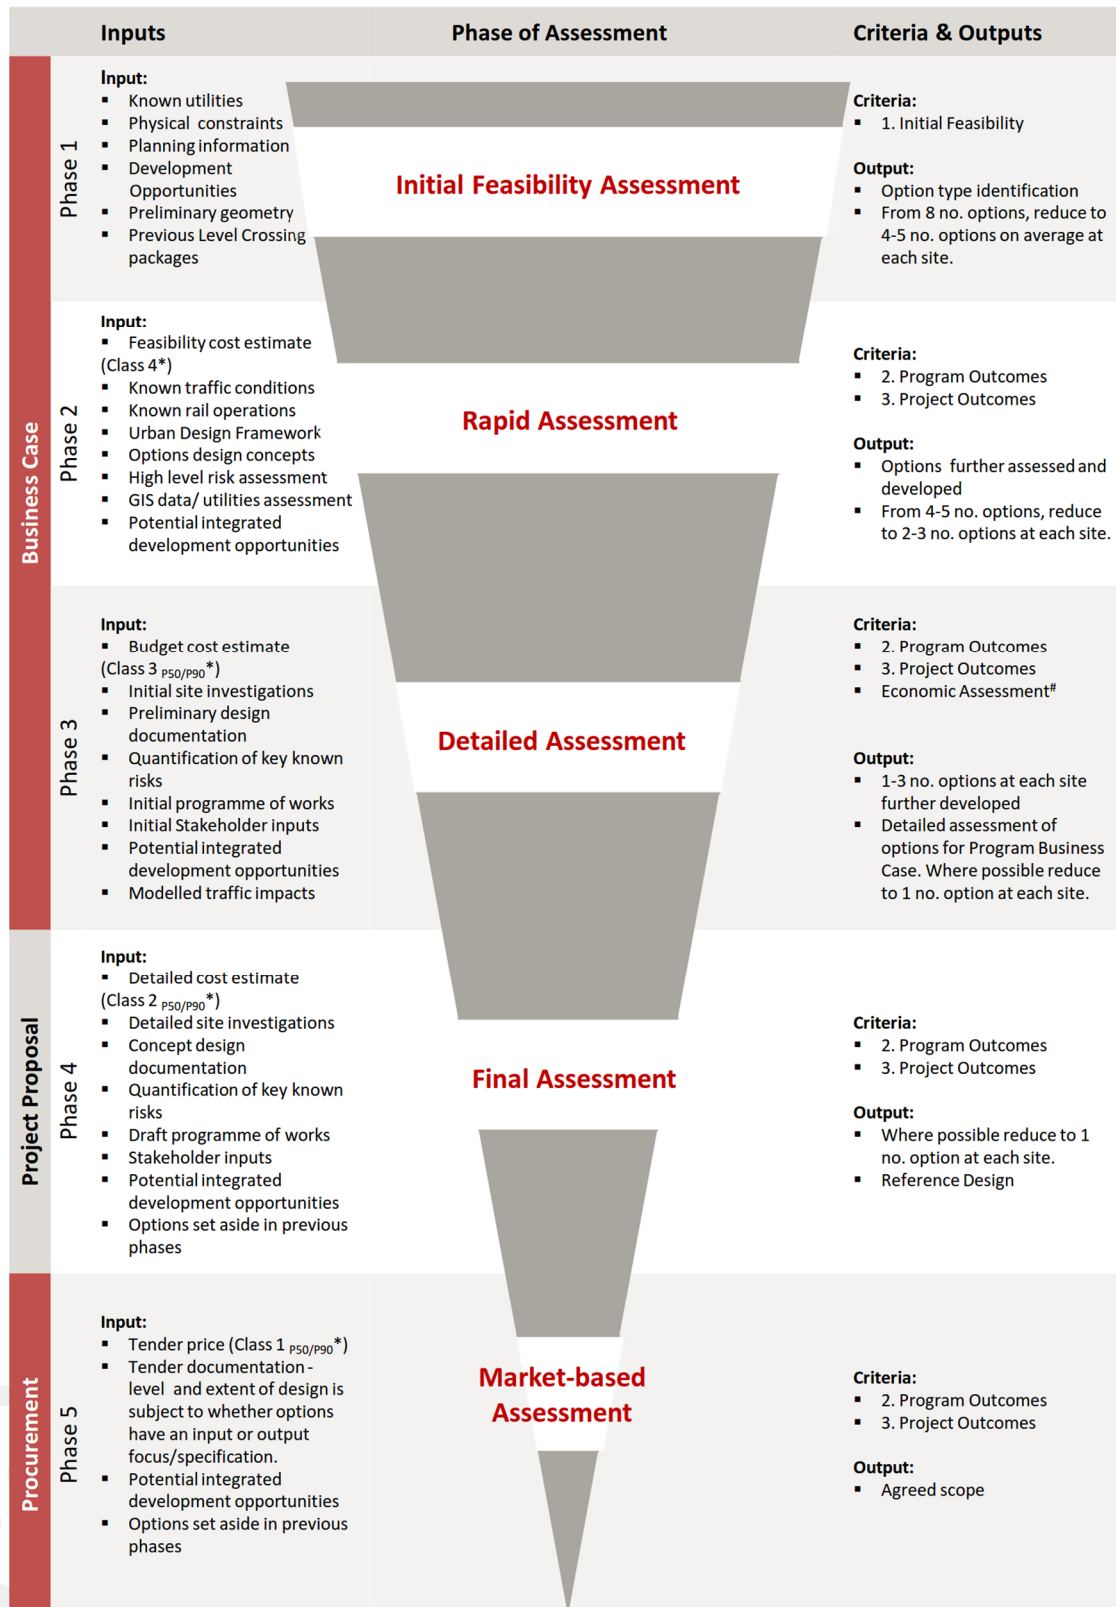 Inputs
Phase of Assessment
Criteria & Outputs
Business Case
Phase 1
Input:
▪ Known utilities
▪ Physical constraints
▪ Planning information
▪ Development
Opportunities
▪ Preliminary geometry
▪ Previous Level Crossing
packages
Initial Feasibility Assessment
Criteria:
▪ 1. Initial Feasibility
Output:
▪ Option type identification
▪ From 8 no. options, reduce to
4-5 no. options on average at
each site.
Phase 2
Input:
▪ Feasibility cost estimate
(Class 4*)
▪ Known traffic conditions
▪ Known rail operations
▪ Urban Design Framework
▪ Options design concepts
▪ High level risk assessment
▪ GIS data/ utilities assessment
▪ Potential integrated
development opportunities
Rapid Assessment
Criteria:
▪ 2. Program Outcomes
▪ 3. Project Outcomes
Output:
▪ Options further assessed and
developed
▪ From 4-5 no. options, reduce
to 2-3 no. options at each site.
Phase 3
Input:
▪ Budget cost estimate
(Class 3 P50/P90*)
▪ Initial site investigations
▪ Preliminary design
documentation
▪ Quantification of key known
risks
▪ Initial programme of works
▪ Initial Stakeholder inputs
▪ Potential integrated
development opportunities
▪ Modelled traffic impacts
Detailed Assessment
Criteria:
▪ 2. Program Outcomes
▪ 3. Project Outcomes
▪ Economic Assessment#
Output:
▪ 1-3 no. options at each site
further developed
▪ Detailed assessment of
options for Program Business
Case. Where possible reduce
to 1 no. option at each site.
Project Proposal
Phase 4
Input:
▪ Detailed cost estimate
(Class 2 P50/P90*)
▪ Detailed site investigations
▪ Concept design
documentation
▪ Quantification of key known
risks
▪ Draft programme of works
▪ Stakeholder inputs
▪ Potential integrated
development opportunities
▪ Options set aside in previous
phases
Final Assessment
Criteria:
▪ 2. Program Outcomes
▪ 3. Project Outcomes
Output:
▪ Where possible reduce to 1
no. option at each site.
▪ Reference Design
Procurement
Phase 5
Input:
▪ Tender price (Class 1 P50/P90*)
▪ Tender documentation -
level and extent of design is
subject to whether options
have an input or output
focus/specification.
▪ Potential integrated
development opportunities
▪ Options set aside in previous
phases
Market-based
Assessment
Criteria:
▪ 2. Program Outcomes
▪ 3. Project Outcomes
Output:
▪ Agreed scope